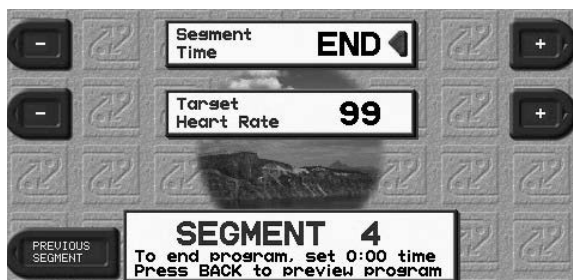 -
Segment
Time
END
+
-
Target
Heart Rate
99
+
PREVIOUS
SEGMENT
SEGMENT 4
To end program, set 0:00 time
Press BACK to preview program